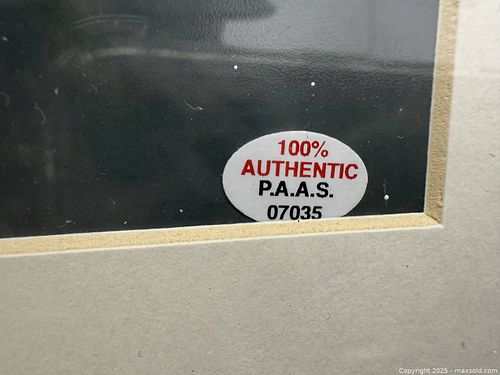 100%
AUTHENTIC
P.A.A.S.
07035
Copyright 2025 - maxsold.com